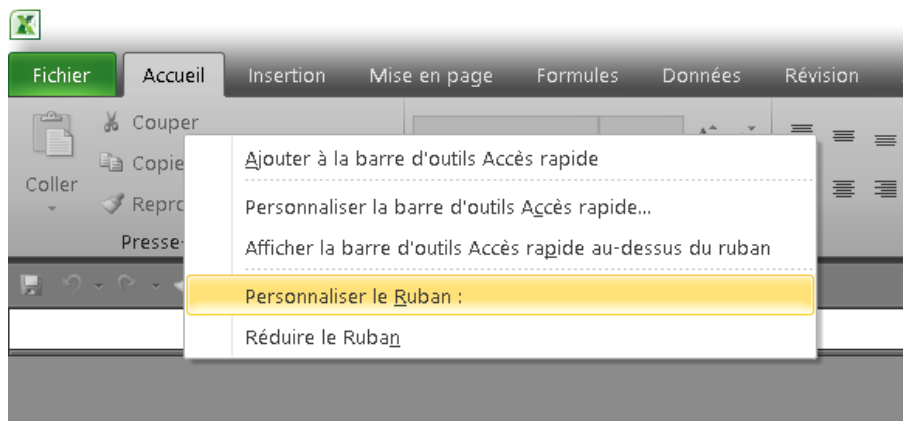 Fichier Accueil Insertion Mise en page Formules Données Révision
Couper
Coller
Ajouter à la barre d'outils Accès rapide
Personnaliser la barre d'outils Accès rapide...
Afficher la barre d'outils Accès rapide au-dessus du ruban
Personnaliser le Ruban :
Réduire le Ruban